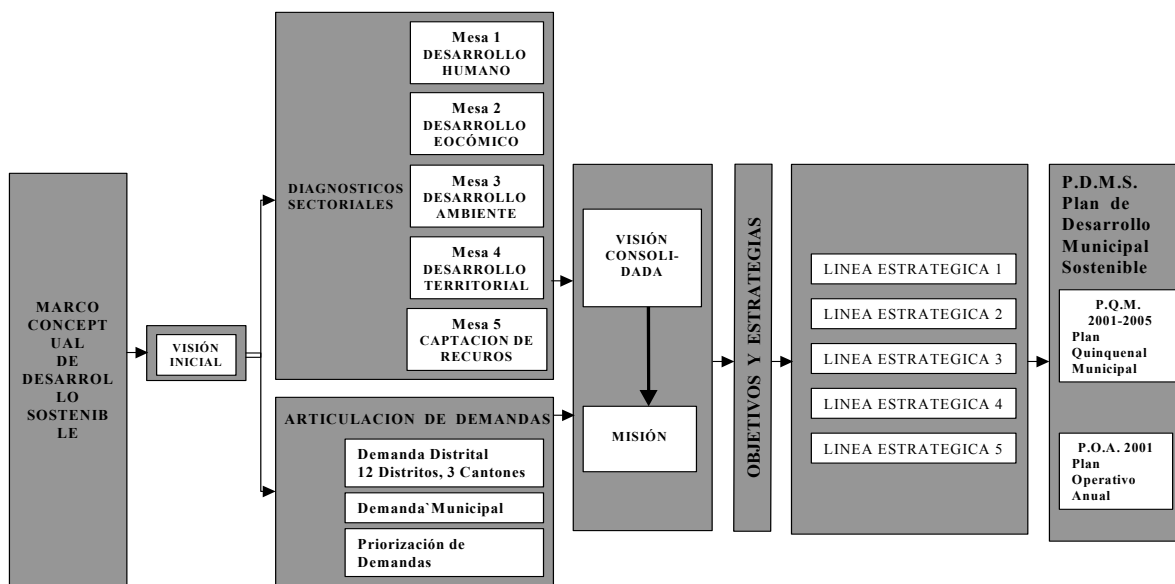 MARCO
CONCEPT
UAL
DE
DESARROL
LO
SOSTENIB
LE
VISIÓN
INICIAL
DIAGNOSTICOS
SECTORIALES
Mesa 1
DESARROLLO
HUMANO
Mesa 2
DESARROLLO
EOCÓMICO
Mesa 3
DESARROLLO
AMBIENTE
Mesa 4
DESARROLLO
TERRITORIAL
Mesa 5
CAPTACION DE
RECUROS
ARTICULACION DE DEMANDAS
Demanda Distrital
12 Distritos, 3 Cantones
Demanda`Municipal
Priorización de
Demandas
VISIÓN
CONSOLI-
DADA
MISIÓN
OBJETIVOS Y ESTRATEGIAS
LINEA ESTRATEGICA 1
LINEA ESTRATEGICA 2
LINEA ESTRATEGICA 3
LINEA ESTRATEGICA 4
LINEA ESTRATEGICA 5
P.D.M.S.
Plan de
Desarrollo
Municipal
Sostenible
P.Q.M.
2001-2005
Plan
Quinquenal
Municipal
P.O.A. 2001
Plan
Operativo
Anual